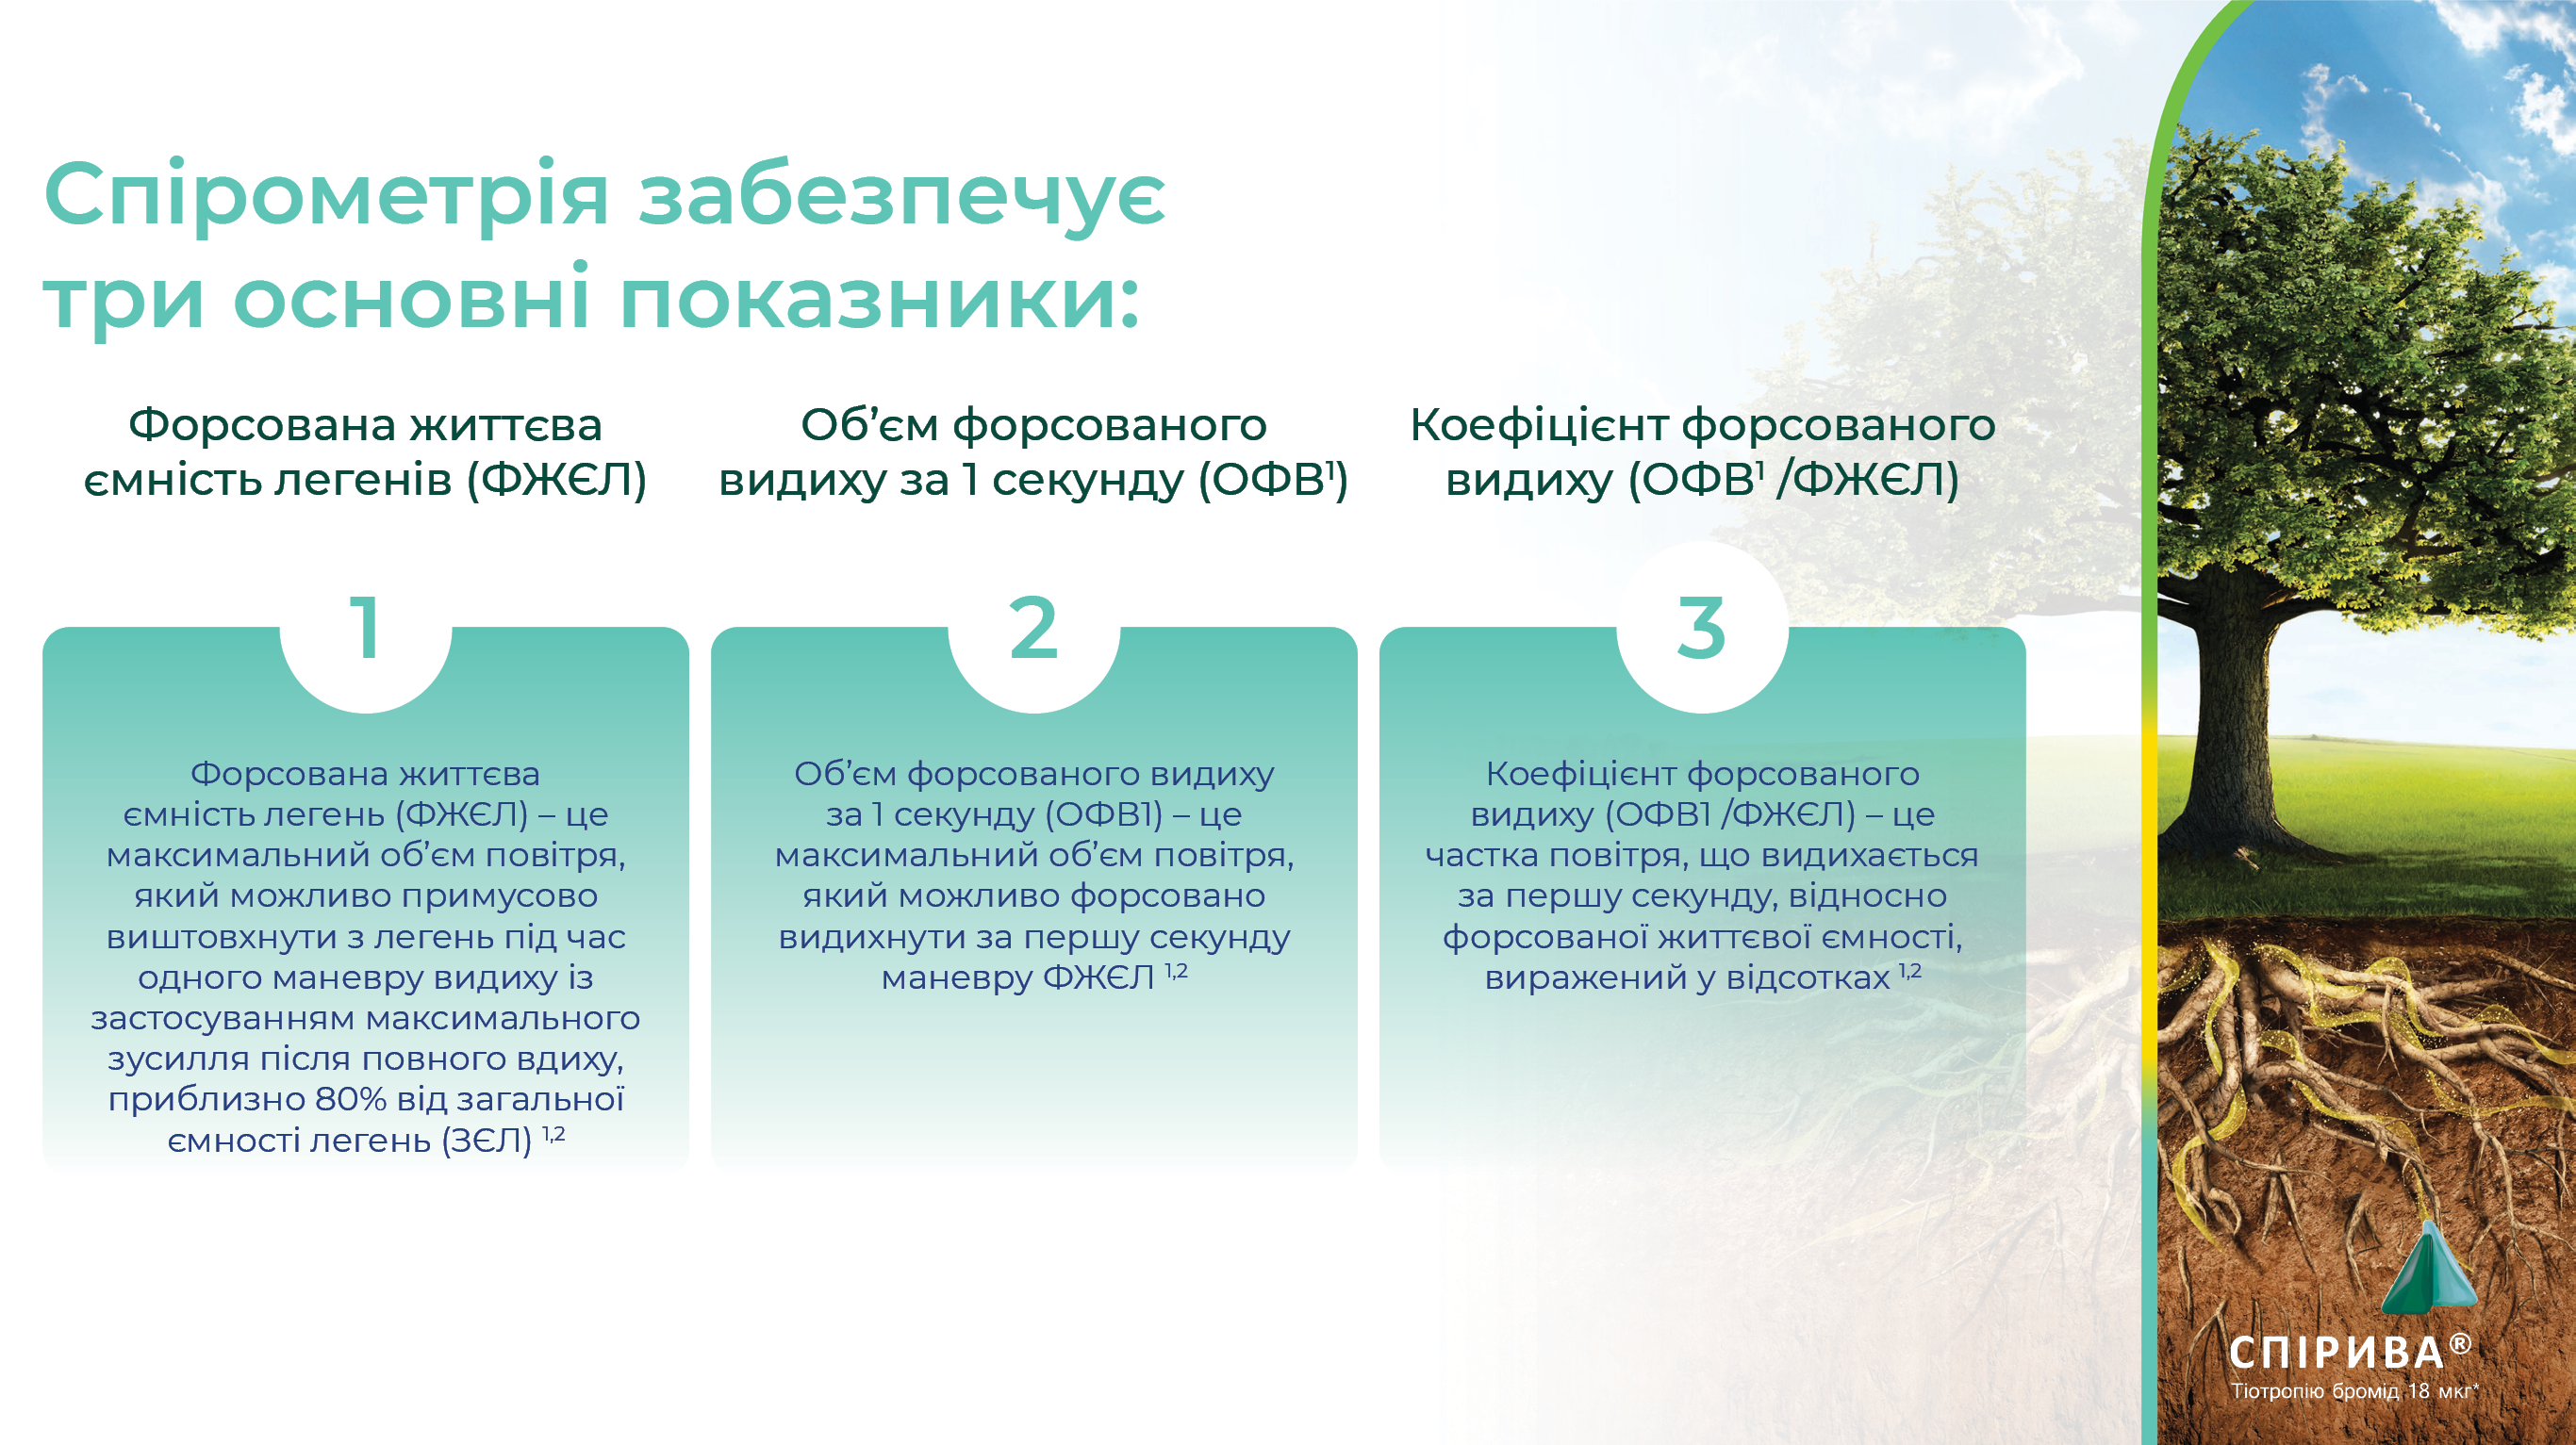 Спірометрія забезпечує
три основні показники:
Форсована життєва
ємність легенів (ФЖЄЛ)
1
Форсована життєва
ємність легень (ФЖЄЛ) – це
максимальний об’єм повітря,
який можливо примусово
виштовхнути з легень під час
одного маневру видиху із
застосуванням максимального
зусилля після повного вдиху,
приблизно 80% від загальної
ємності легень (ЗЄЛ) 1,2
Об’єм форсованого
видиху за 1 секунду (ОФВ¹)
2
Об’єм форсованого видиху
за 1 секунду (ОФВ1) – це
максимальний об’єм повітря,
який можливо форсовано
видихнути за першу секунду
маневру ФЖЄЛ 1,2
Коефіцієнт форсованого
видиху (ОФВ¹ /ФЖЄЛ)
3
Коефіцієнт форсованого
видиху (ОФВ1 /ФЖЄЛ) – це
частка повітря, що видихається
за першу секунду, відносно
форсованої життєвої ємності,
виражений у відсотках 1,2
СПІРИВА®
Тіотропію бромід 18 мкг*